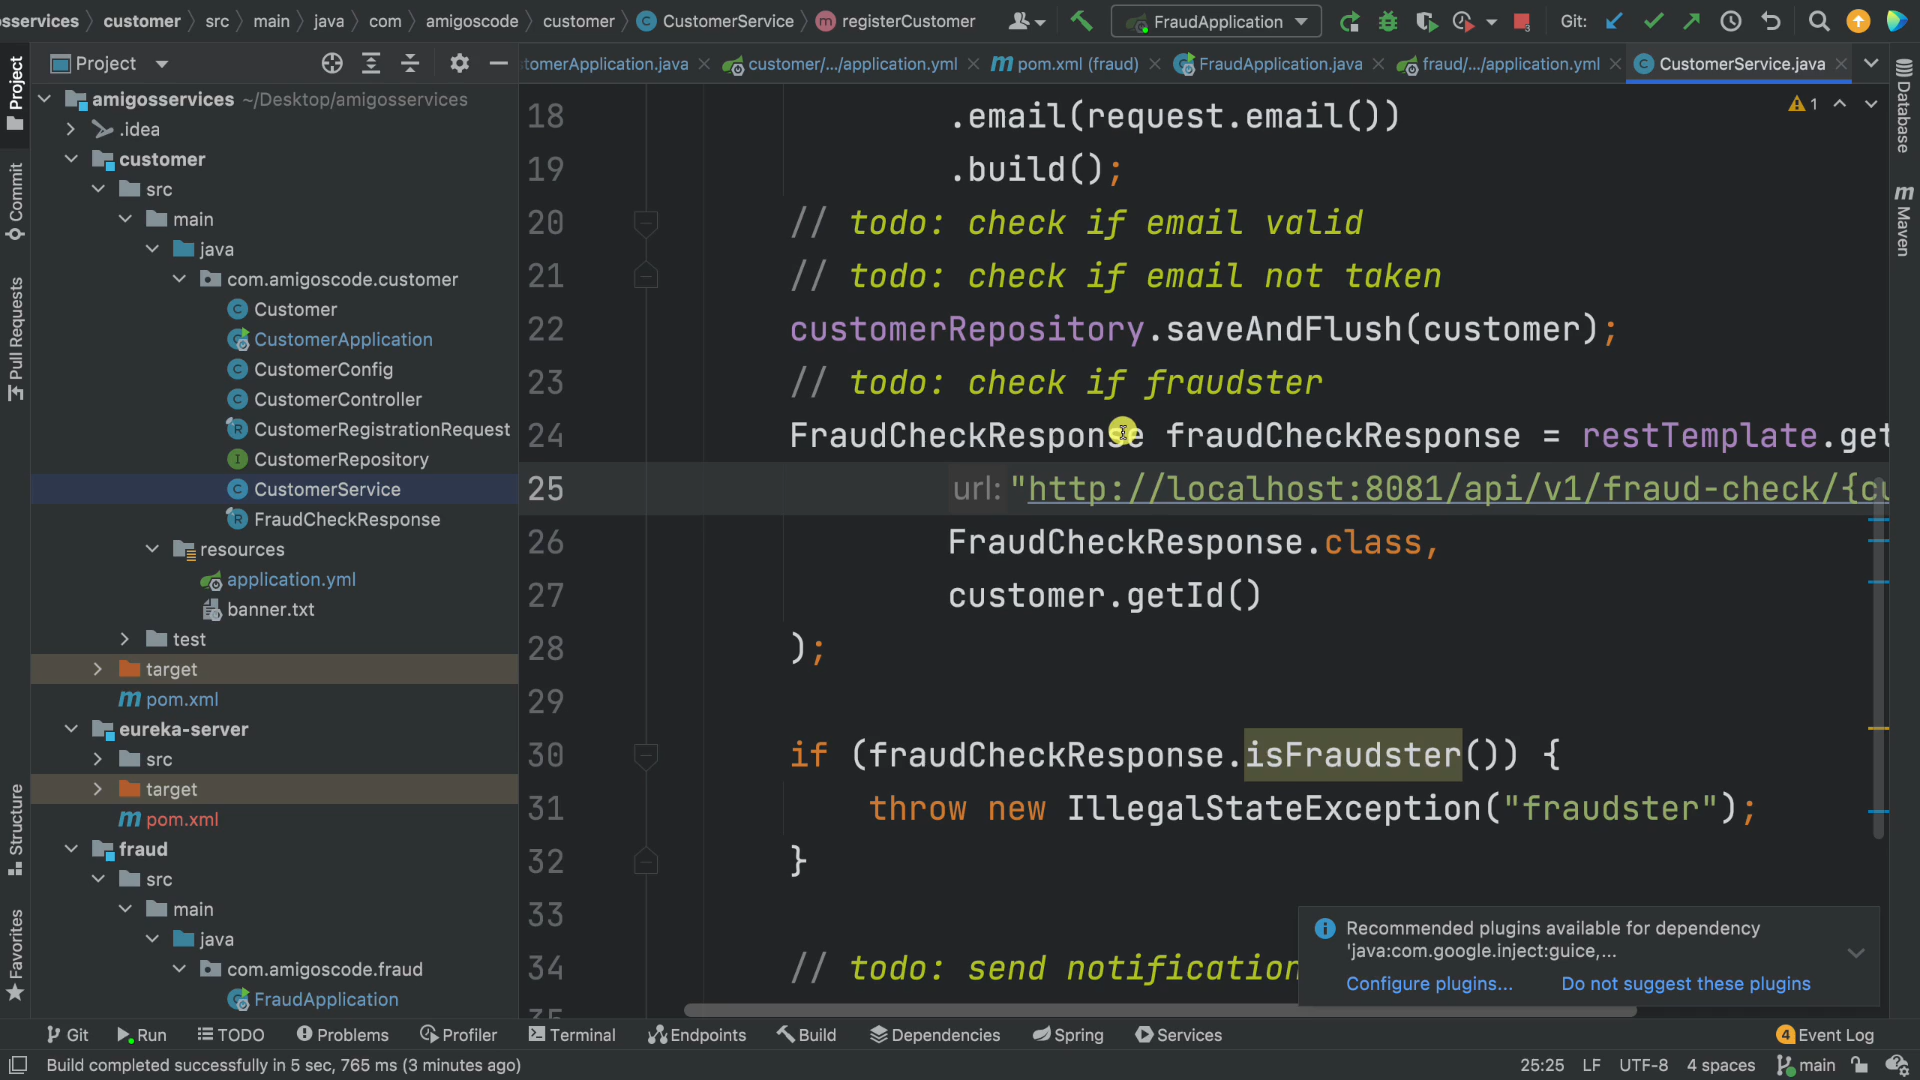 osservices customer src main java com amigoscode customer CustomerService registerCustomer FraudApplication Git:
Project
tomerApplication.java customer/.../application.yml pom.xml (fraud) FraudApplication.java fraud/.../application.yml CustomerService.java
Project
Commit
Pull Requests
Structure
Favorites
amigosservices ~/Desktop/amigosservices
.idea
customer
src
main
java
com.amigoscode.customer
Customer
CustomerApplication
CustomerConfig
CustomerController
CustomerRegistrationRequest
CustomerRepository
CustomerService
FraudCheckResponse
resources
application.yml
banner.txt
test
target
pom.xml
eureka-server
src
target
pom.xml
fraud
src
main
java
com.amigoscode.fraud
FraudApplication
18 .email(request.email())
19 .build();
20 // todo: check if email valid
21 // todo: check if email not taken
22 customerRepository.saveAndFlush(customer);
23 // todo: check if fraudster
24 FraudCheckResponse fraudCheckResponse = restTemplate.get
25 url: "http://localhost:8081/api/v1/fraud-check/{cu
26 FraudCheckResponse.class,
27 customer.getId()
28 );
29
30 if (fraudCheckResponse.isFraudster()) {
31 throw new IllegalStateException("fraudster");
32 }
33
34 // todo: send notification
35
1
Database
Maven
Recommended plugins available for dependency
'java:com.google.inject:guice,...
Configure plugins... Do not suggest these plugins
Git Run TODO Problems Profiler Terminal Endpoints Build Dependencies Spring Services 4 Event Log
Build completed successfully in 5 sec, 765 ms (3 minutes ago) 25:25 LF UTF-8 4 spaces main